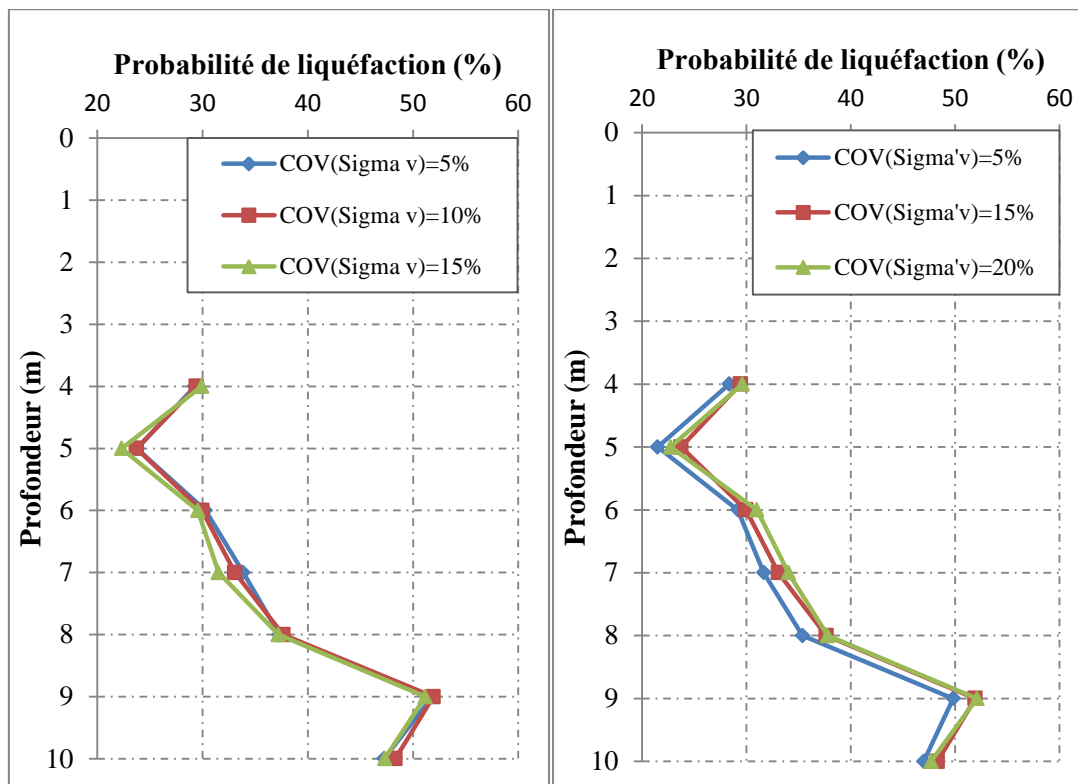 Probabilité de liquéfaction (%)
20 30 40 50 60
0
1
2
3
4
5
6
7
8
9
10
Profondeur (m)
COV(Sigma v)=5%
COV(Sigma v)=10%
COV(Sigma v)=15%
Probabilité de liquéfaction (%)
20 30 40 50 60
0
1
2
3
4
5
6
7
8
9
10
Profondeur (m)
COV(Sigma'v)=5%
COV(Sigma'v)=15%
COV(Sigma'v)=20%